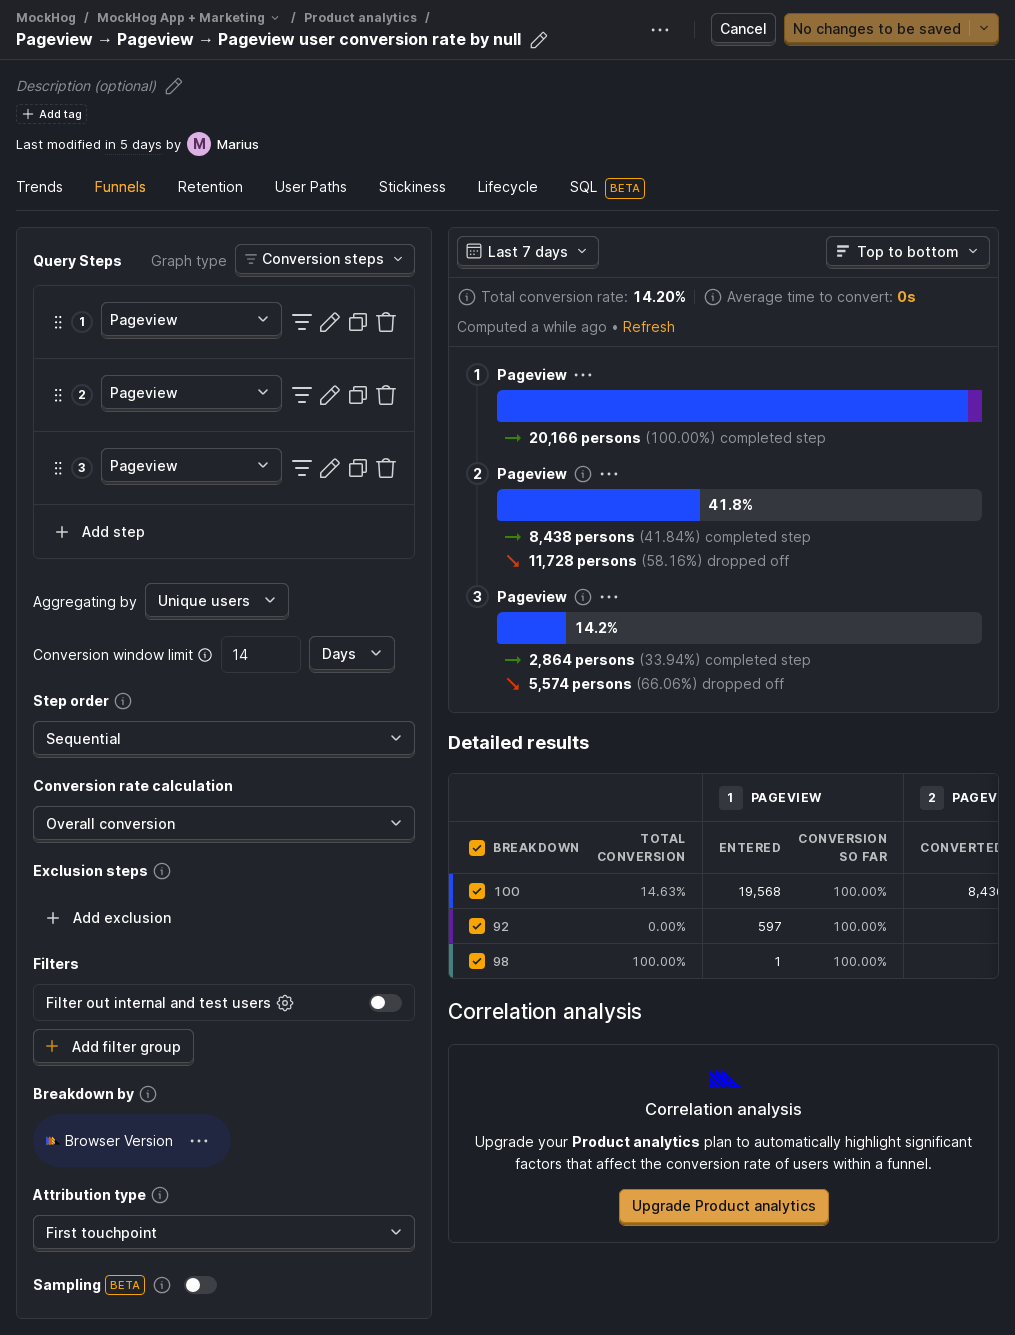 MockHog / MockHog App + Marketing / Product analytics /
Pageview → Pageview → Pageview user conversion rate by null
Cancel
No changes to be saved
Description (optional)
Add tag
Last modified in 5 days by M Marius
Trends Funnels Retention User Paths Stickiness Lifecycle SQL BETA
Query Steps Graph type Conversion steps
1 Pageview
2 Pageview
3 Pageview
Add step
Aggregating by Unique users
Conversion window limit 14 Days
Step order
Sequential
Conversion rate calculation
Overall conversion
Exclusion steps
Add exclusion
Filters
Filter out internal and test users
Add filter group
Breakdown by
Browser Version
Attribution type
First touchpoint
Sampling BETA
Last 7 days Top to bottom
Total conversion rate: 14.20% Average time to convert: 0s
Computed a while ago • Refresh
1 Pageview
→ 20,166 persons (100.00%) completed step
2 Pageview
41.8%
→ 8,438 persons (41.84%) completed step
11,728 persons (58.16%) dropped off
3 Pageview
14.2%
→ 2,864 persons (33.94%) completed step
5,574 persons (66.06%) dropped off
Detailed results
1 PAGEVIEW 2 PAGEV
BREAKDOWN TOTAL CONVERSION ENTERED CONVERSION SO FAR CONVERTED
100 14.63% 19,568 100.00% 8,43
92 0.00% 597 100.00%
98 100.00% 1 100.00%
Correlation analysis
Correlation analysis
Upgrade your Product analytics plan to automatically highlight significant
factors that affect the conversion rate of users within a funnel.
Upgrade Product analytics